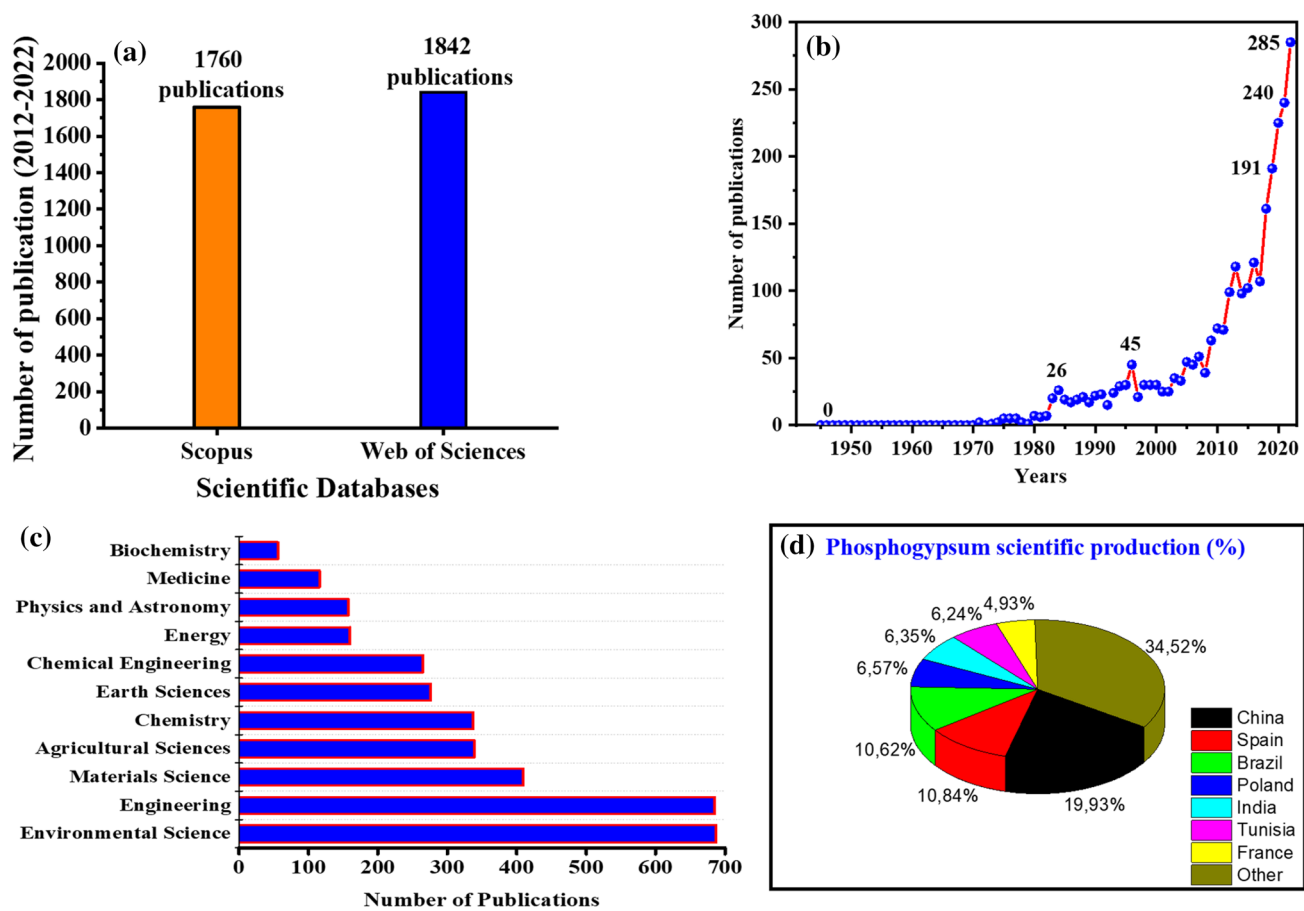 (a)
1760
publications
1842
publications
Number of publication (2012-2022)
2000
1800
1600
1400
1200
1000
800
600
400
200
0
Scopus
Web of Sciences
Scientific Databases
(b)
Number of publications
300
250
200
150
100
50
0
285
240
191
45
26
0
1950
1960
1970
1980
1990
2000
2010
2020
Years
(c)
Biochemistry
Medicine
Physics and Astronomy
Energy
Chemical Engineering
Earth Sciences
Chemistry
Agricultural Sciences
Materials Science
Engineering
Environmental Science
0
100
200
300
400
500
600
700
Number of Publications
(d)
Phosphogypsum scientific production (%)
4,93%
6,24%
6,35%
6,57%
10,62%
10,84%
19,93%
34,52%
China
Spain
Brazil
Poland
India
Tunisia
France
Other